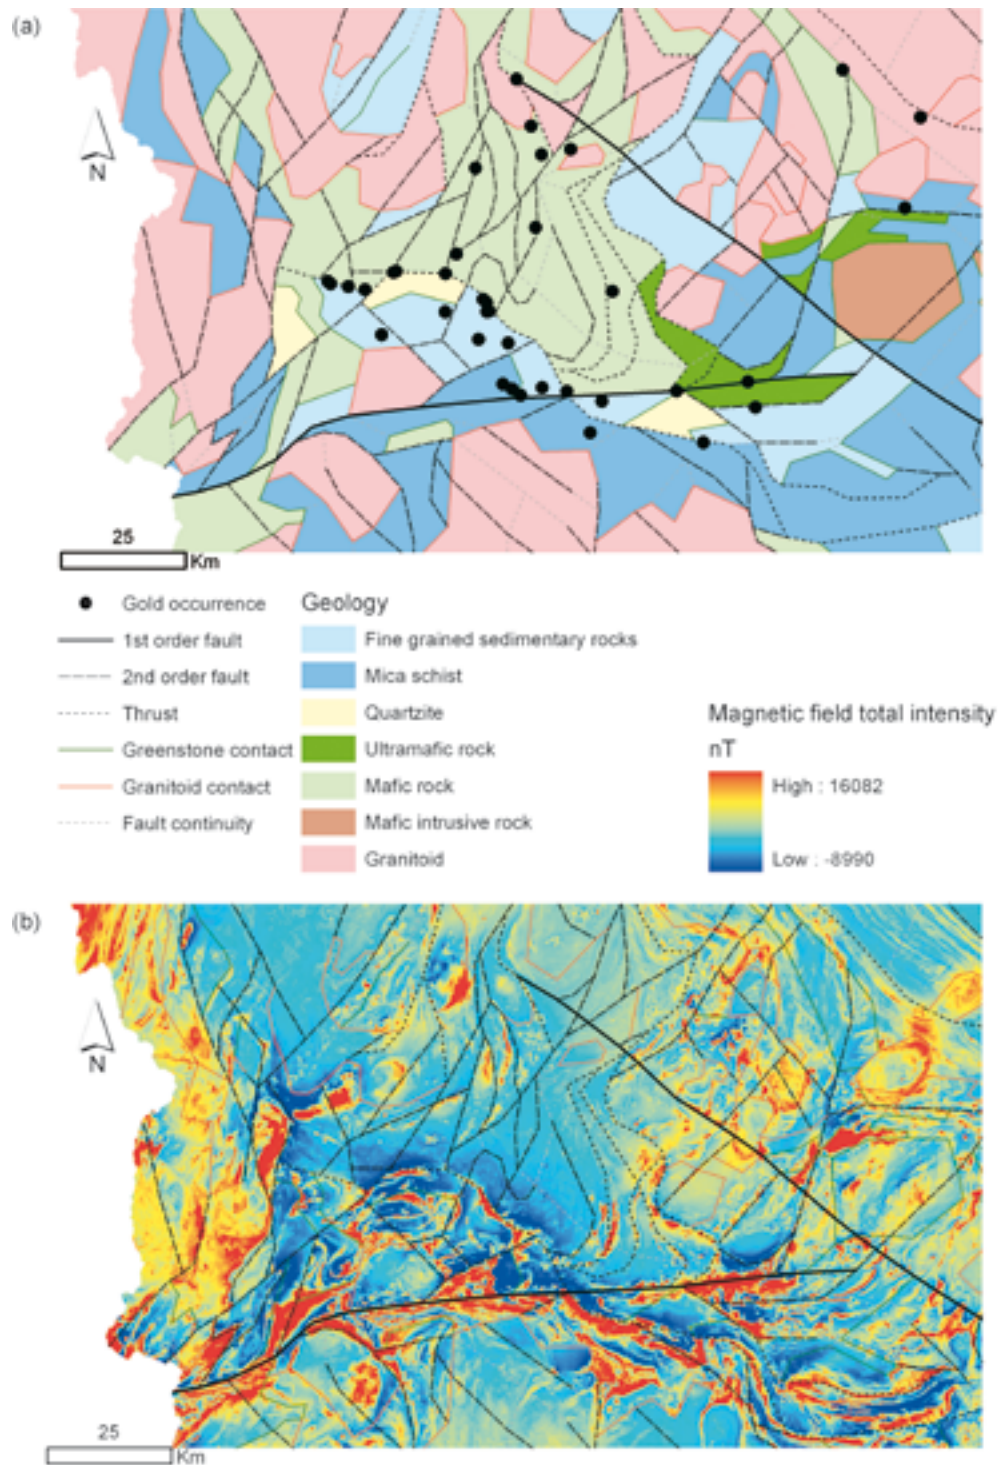 (a)
N
25
Km
Gold occurrence
1st order fault
2nd order fault
Thrust
Greenstone contact
Granitoid contact
Fault continuity
Geology
Fine grained sedimentary rocks
Mica schist
Quartzite
Ultramafic rock
Mafic rock
Mafic intrusive rock
Granitoid
Magnetic field total intensity
nT
High : 16082
Low : -8990
(b)
N
25
Km